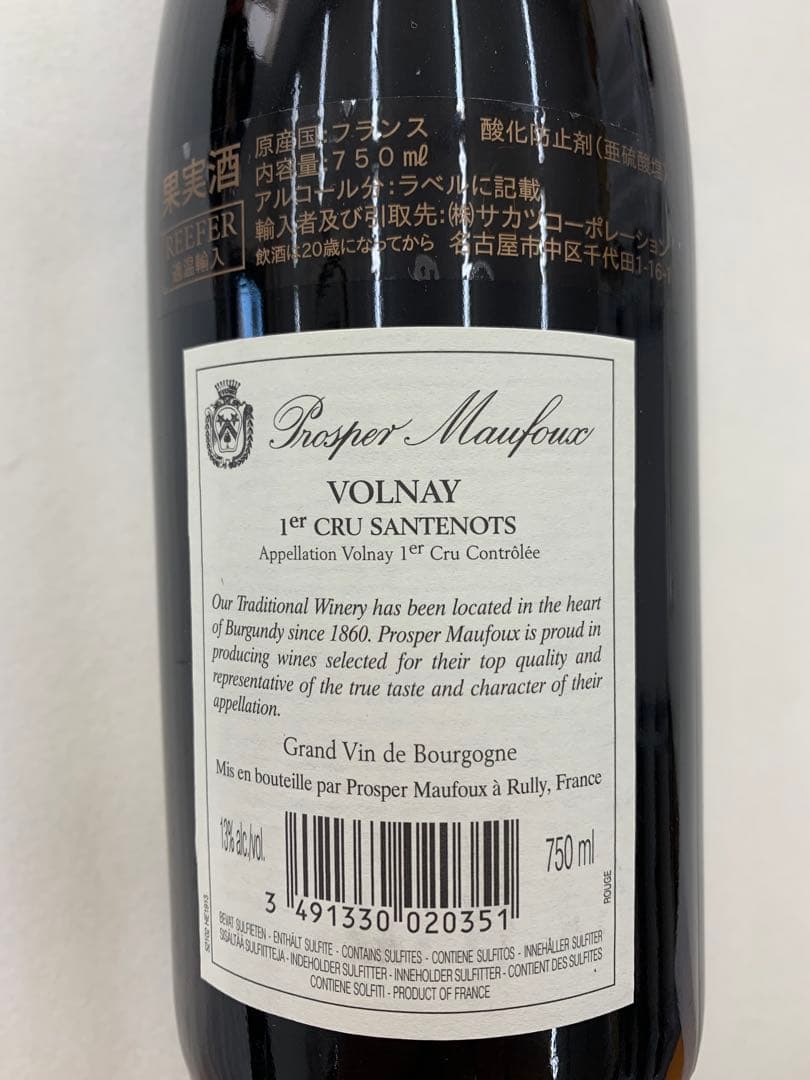 果実酒
REEFER
適温輸入
原産国:フランス 酸化防止剤(亜硫酸塩)
内容量:750㎖
アルコール分:ラベルに記載
輸入者及び引取先:㈱サカツコーポレーション
飲酒は20歳になってから 名古屋市中区千代田1-16-1
Prosper Maufoux
VOLNAY
1er CRU SANTENOTS
Appellation Volnay 1er Cru Contrôlée
Our Traditional Winery has been located in the heart
of Burgundy since 1860. Prosper Maufoux is proud in
producing wines selected for their top quality and
representative of the true taste and character of their
appellation.
Grand Vin de Bourgogne
Mis en bouteille par Prosper Maufoux à Rully, France
13% alc./vol.
750 ml
ROUGE
3 491330 020351
BEVAT SULFIETEN - ENTHÄLT SULFITE - CONTAINS SULFITES - CONTIENE SULFITOS - INNEHÅLLER SULFITER
SISÄLTÄÄ SULFIITTEJA - INDEHOLDER SULFITTER - INNEHOLDER SULFITTER - CONTIENT DES SULFITES
CONTIENE SOLFITI - PRODUCT OF FRANCE